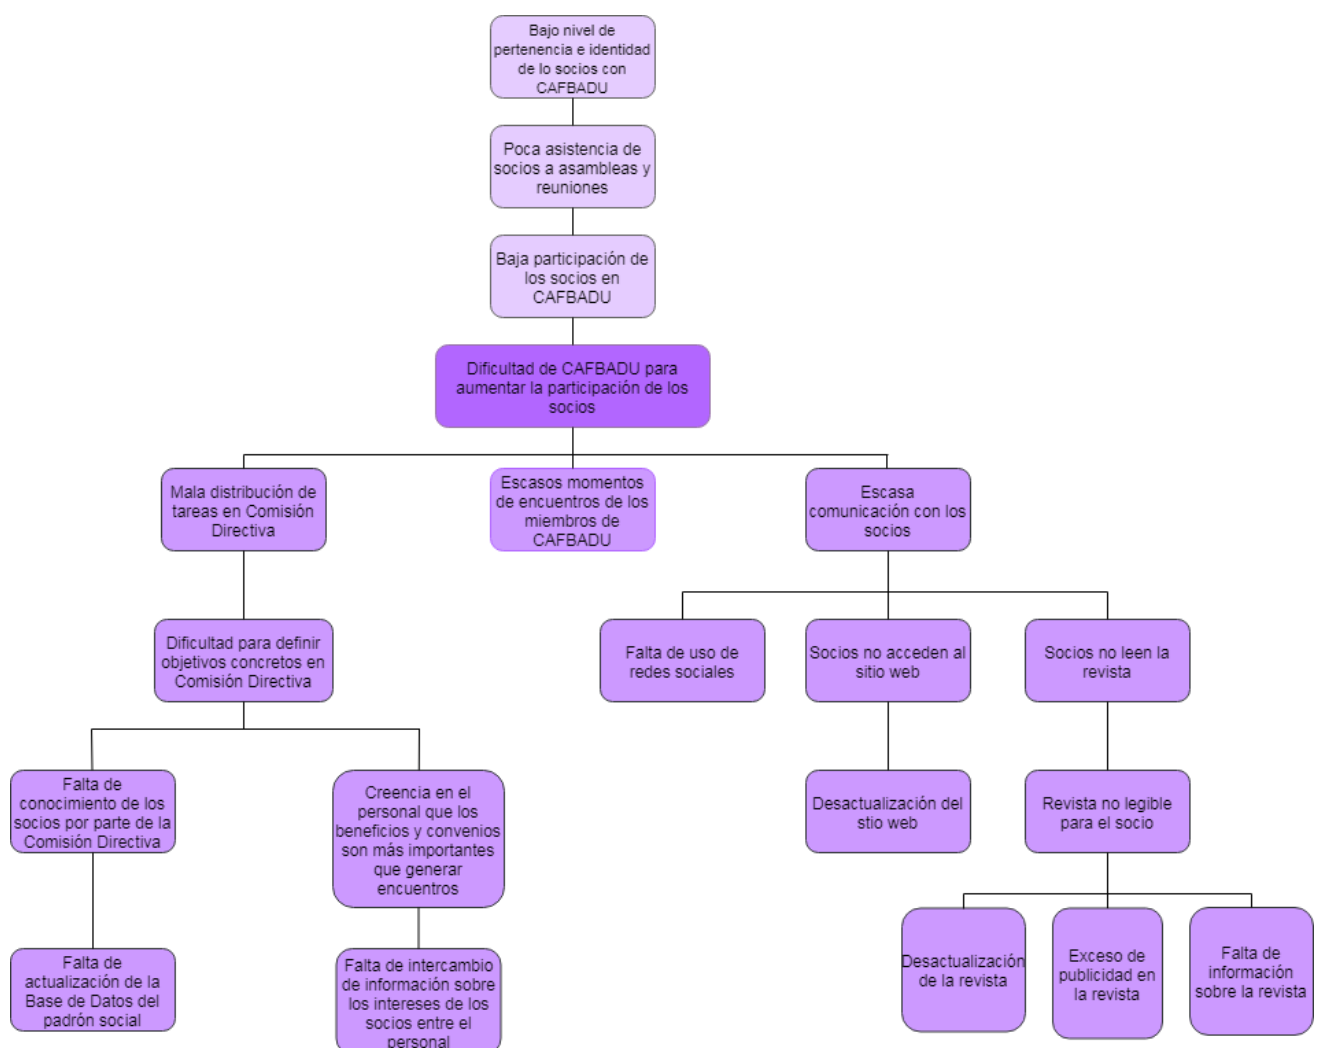 Bajo nivel de
pertenencia e identidad
de lo socios con
CAFBADU
Poca asistencia de
socios a asambleas y
reuniones
Baja participación de
los socios en
CAFBADU
Dificultad de CAFBADU para
aumentar la participación de los
socios
Mala distribución de
tareas en Comisión
Directiva
Escasos momentos
de encuentros de los
miembros de
CAFBADU
Escasa
comunicación con los
socios
Dificultad para definir
objetivos concretos en
Comisión Directiva
Falta de uso de
redes sociales
Socios no acceden al
sitio web
Socios no leen la
revista
Falta de
conocimiento de los
socios por parte de la
Comisión Directiva
Creencia en el
personal que los
beneficios y convenios
son más importantes
que generar
encuentros
Desactualización del
stio web
Revista no legible
para el socio
Falta de
actualización de la
Base de Datos del
padrón social
Falta de intercambio
de información sobre
los intereses de los
socios entre el
personal
Desactualización
de la revista
Exceso de
publicidad en
la revista
Falta de
información
sobre la revista